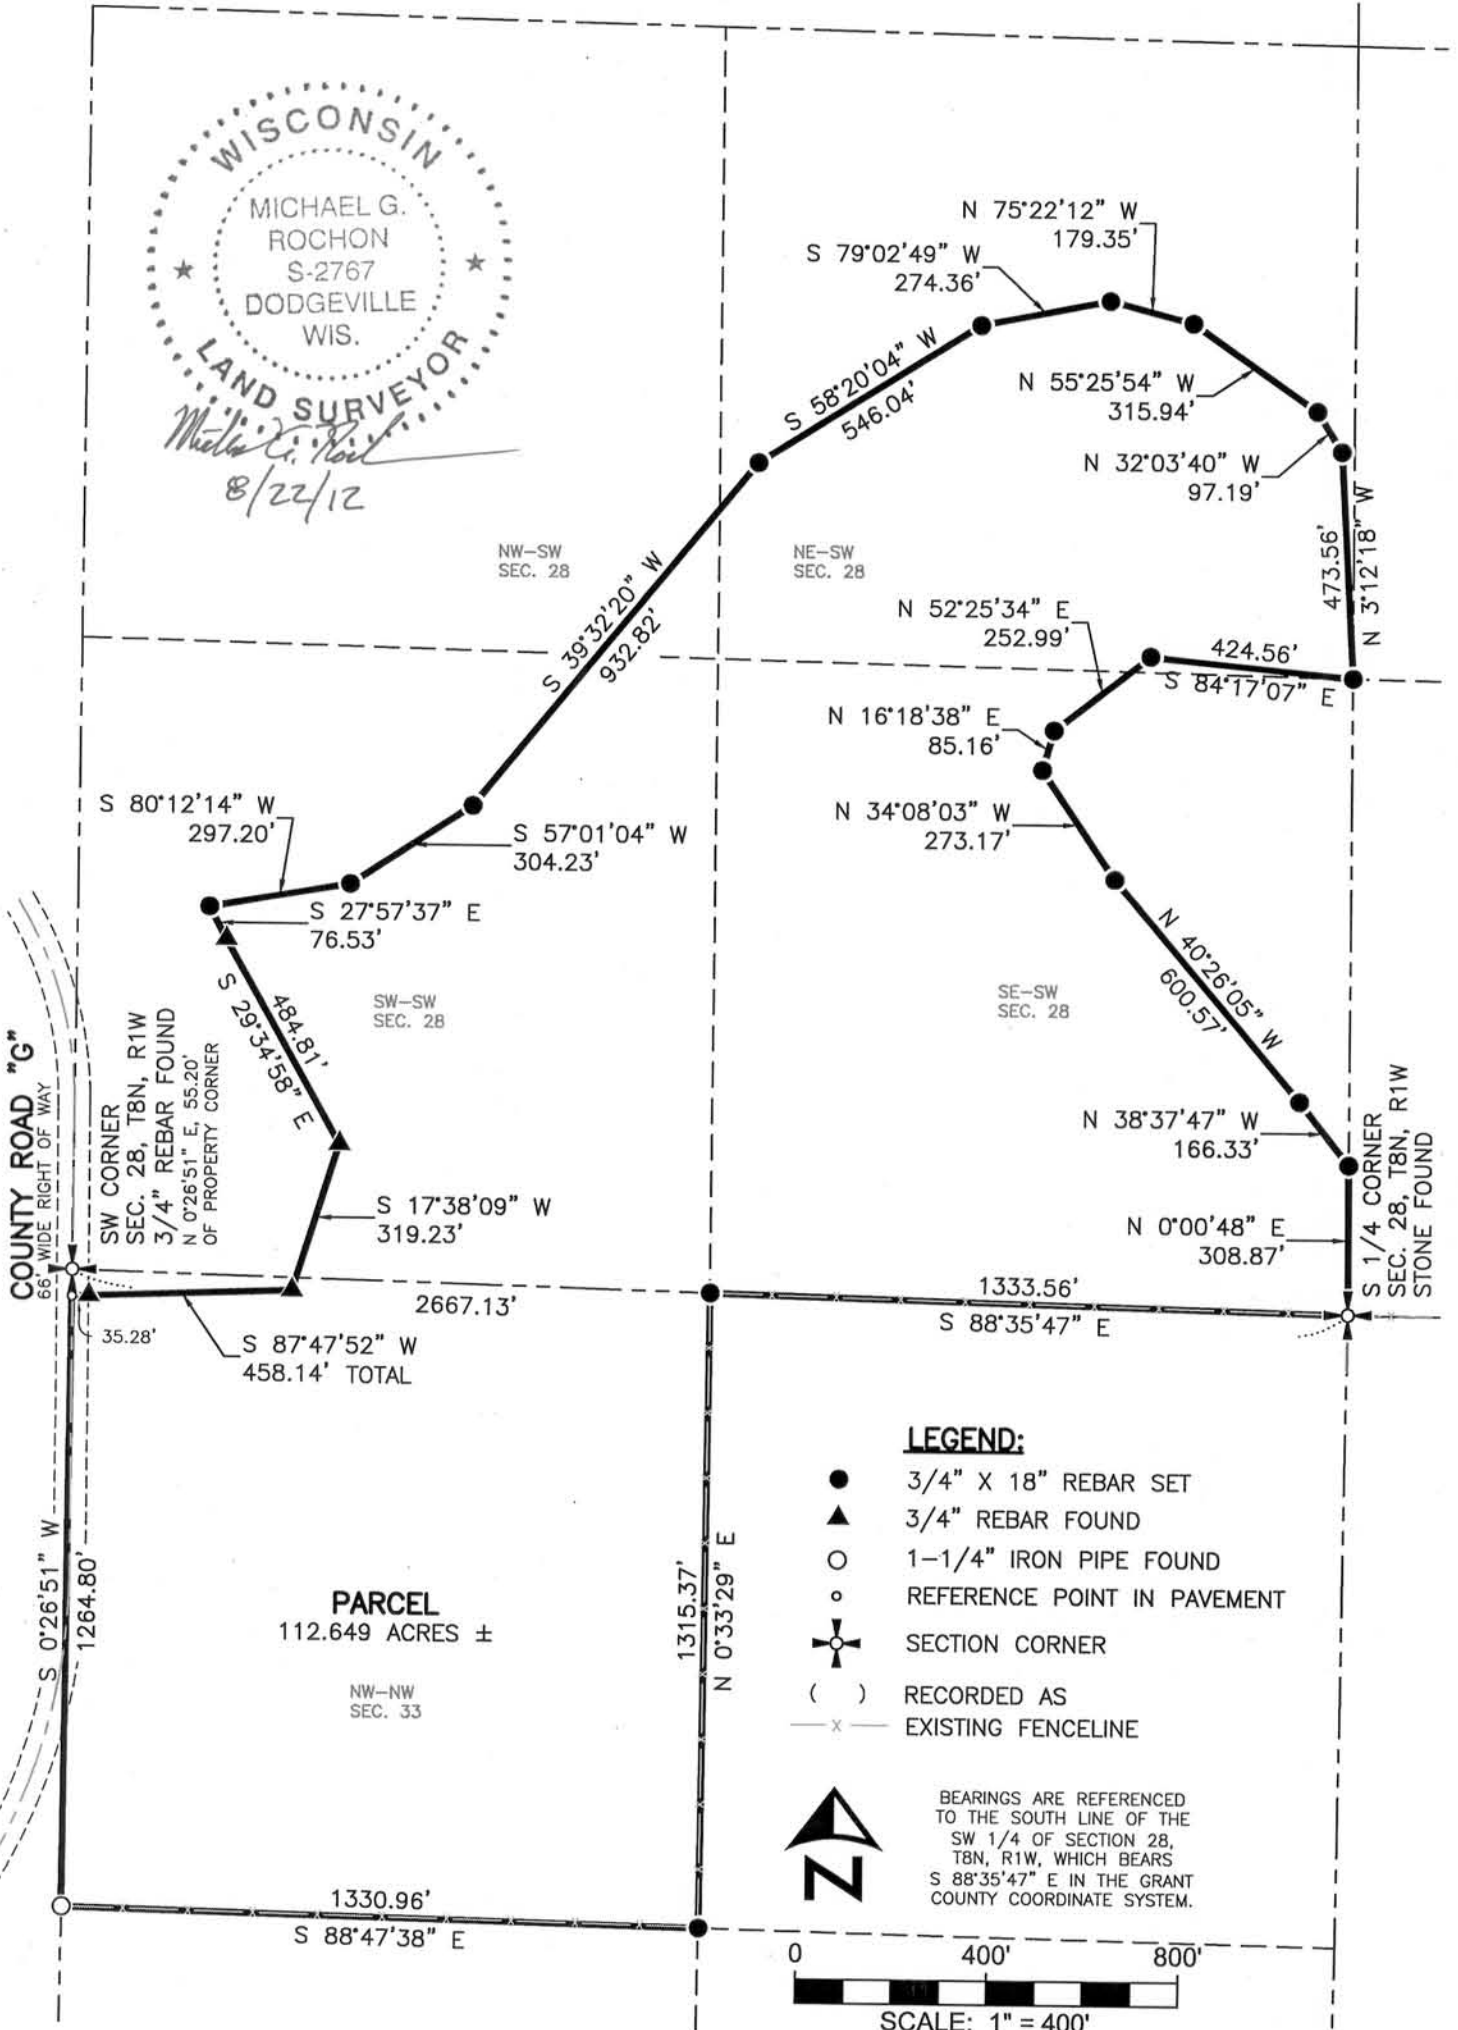 WISCONSIN
MICHAEL G.
ROCHON
S-2767
DODGEVILLE
WIS.
LAND SURVEYOR
8/22/12
N 75°22'12" W
179.35'
S 79°02'49" W
274.36'
S 58°20'04" W
546.04'
N 55°25'54" W
315.94'
N 32°03'40" W
97.19'
473.56'
N 3°12'18" W
NW-SW
SEC. 28
NE-SW
SEC. 28
S 39°32'20" W
932.82'
N 52°25'34" E
252.99'
424.56'
S 84°17'07" E
N 16°18'38" E
85.16'
N 34°08'03" W
273.17'
S 80°12'14" W
297.20'
S 57°01'04" W
304.23'
S 27°57'37" E
76.53'
484.81'
S 29°34'58" E
SW-SW
SEC. 28
SE-SW
SEC. 28
N 40°26'05" W
600.57'
COUNTY ROAD "G"
66' WIDE RIGHT OF WAY
SW CORNER
SEC. 28, T8N, R1W
3/4" REBAR FOUND
N 0°26'51" E, 55.20'
OF PROPERTY CORNER
S 17°38'09" W
319.23'
N 38°37'47" W
166.33'
N 0°00'48" E
308.87'
S 1/4 CORNER
SEC. 28, T8N, R1W
STONE FOUND
2667.13'
1333.56'
S 88°35'47" E
35.28'
S 87°47'52" W
458.14' TOTAL
S 0°26'51" W
1264.80'
PARCEL
112.649 ACRES ±
NW-NW
SEC. 33
1315.37'
N 0°33'29" E
1330.96'
S 88°47'38" E
LEGEND:
3/4" X 18" REBAR SET
3/4" REBAR FOUND
1-1/4" IRON PIPE FOUND
REFERENCE POINT IN PAVEMENT
SECTION CORNER
( ) RECORDED AS
x EXISTING FENCELINE
N
BEARINGS ARE REFERENCED
TO THE SOUTH LINE OF THE
SW 1/4 OF SECTION 28,
T8N, R1W, WHICH BEARS
S 88°35'47" E IN THE GRANT
COUNTY COORDINATE SYSTEM.
0 400' 800'
SCALE: 1" = 400'